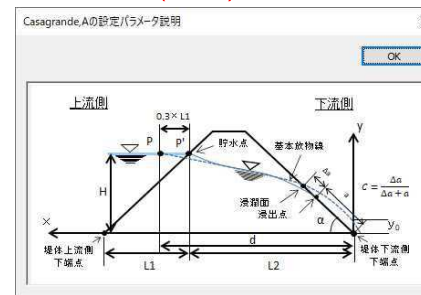 Casagrande,Aの設定パラメータ説明
OK
上流側
下流側
0.3×L1
y
P
P'
貯水点
基本放物線
Δa
a
c = Δa / Δa + a
H
浸潤面
浸出点
α
y₀
X
d
堤体上流側
下端点
L1
L2
堤体下流側
下端点